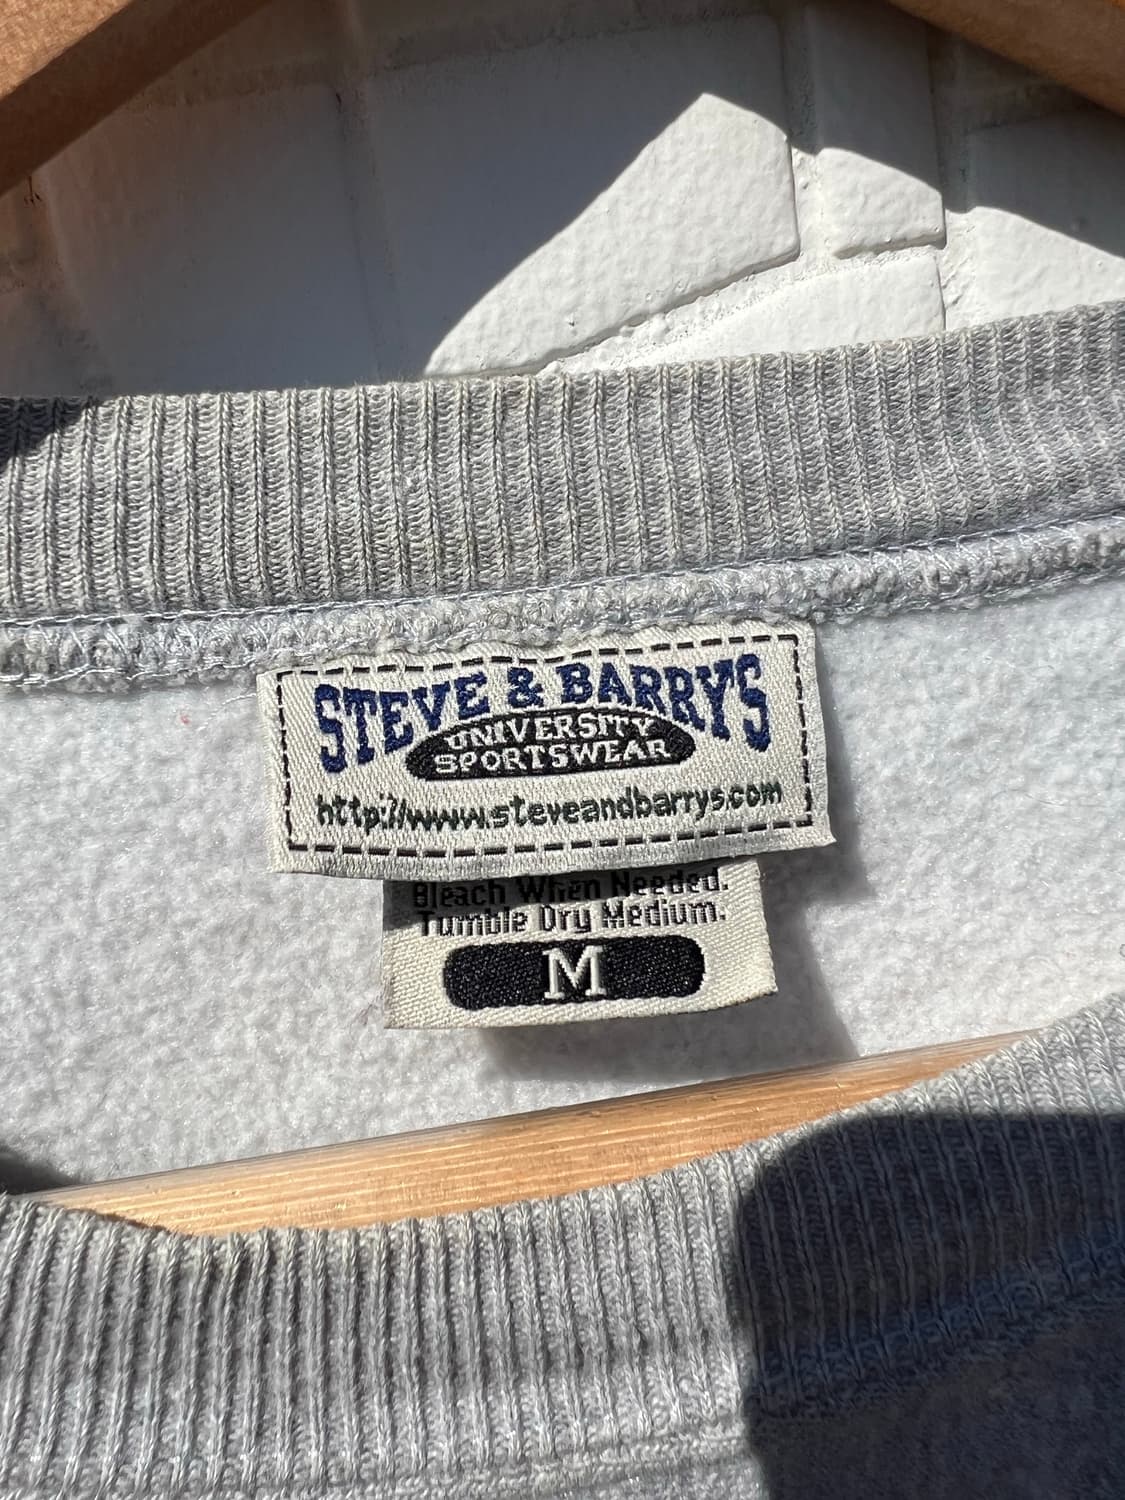 STEVE & BARRY'S
UNIVERSITY
SPORTSWEAR
http://www.steveandbarrys.com
Bleach When Needed.
Tumble Dry Medium.
M